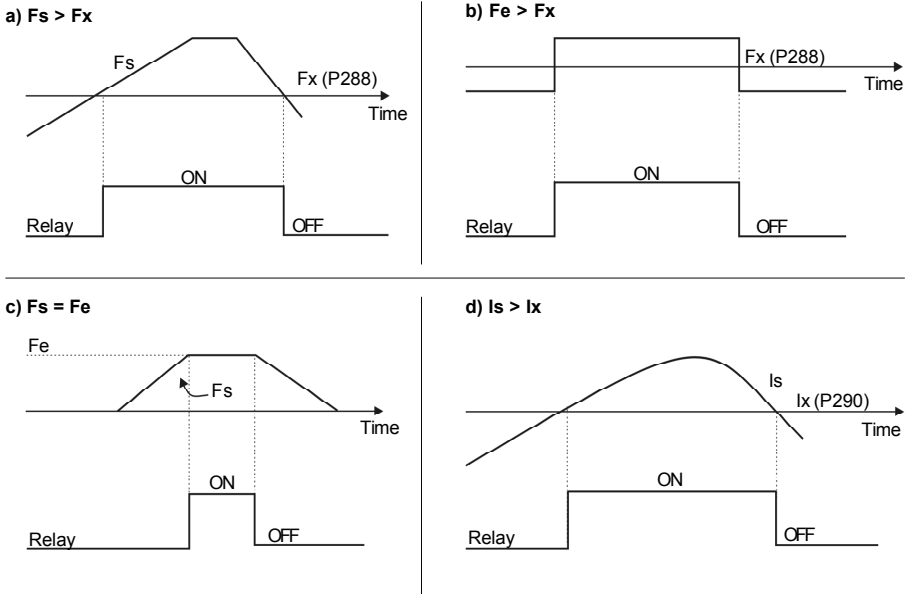 a) Fs > Fx
Fs
Fx (P288)
Time
ON
Relay
OFF
b) Fe > Fx
Fx (P288)
Time
ON
Relay
OFF
c) Fs = Fe
Fe
Fs
Time
ON
Relay
OFF
d) Is > Ix
Is
Ix (P290)
Time
ON
Relay
OFF